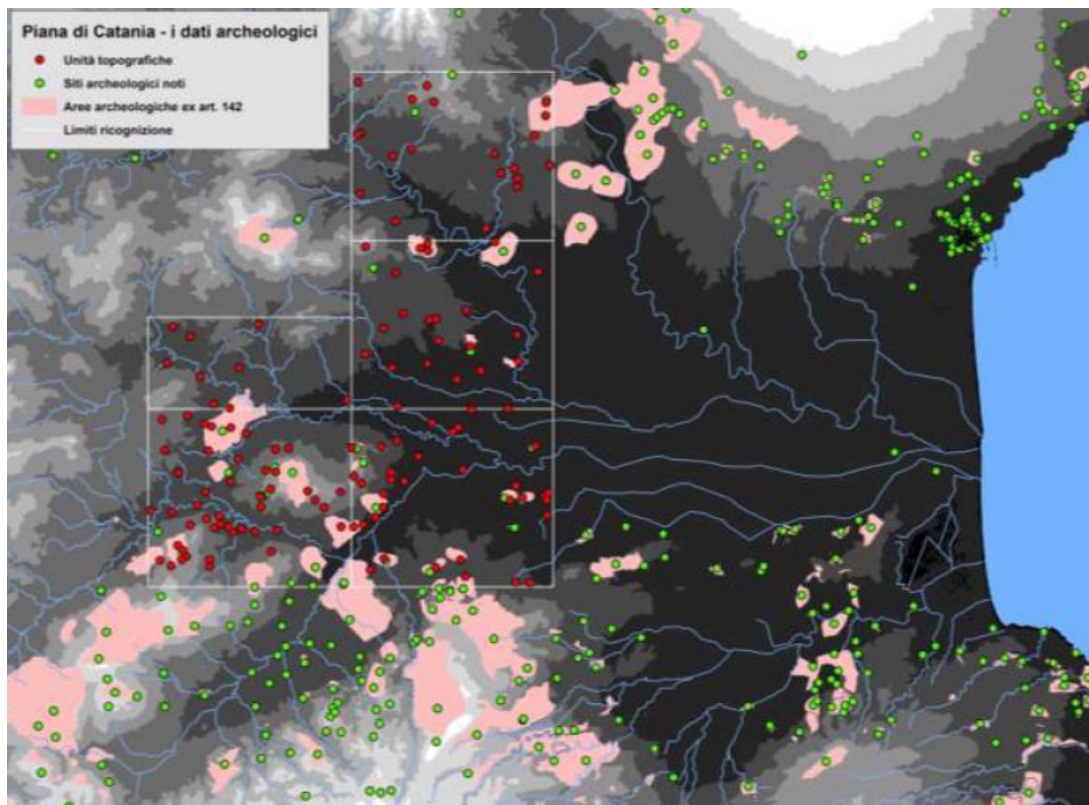 Piana di Catania - i dati archeologici
Unità topografiche
Siti archeologici noti
Aree archeologiche ex art. 142
Limiti ricognizione